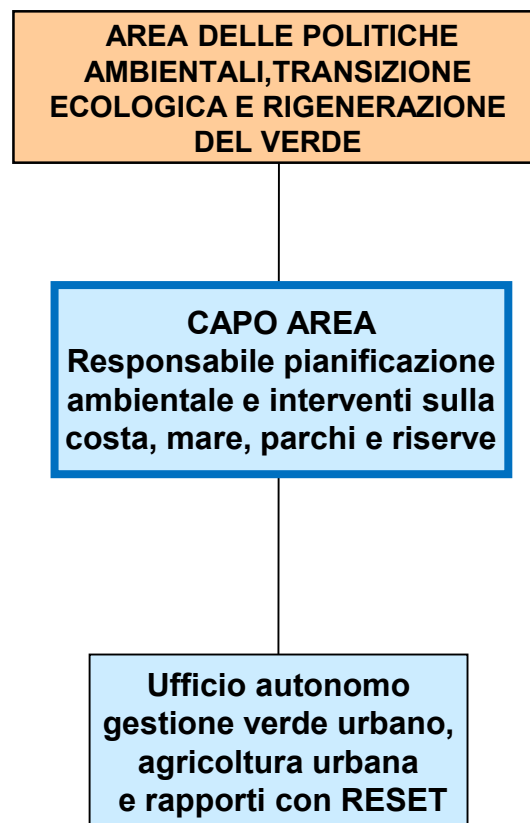 AREA DELLE POLITICHE
AMBIENTALI,TRANSIZIONE
ECOLOGICA E RIGENERAZIONE
DEL VERDE
CAPO AREA
Responsabile pianificazione
ambientale e interventi sulla
costa, mare, parchi e riserve
Ufficio autonomo
gestione verde urbano,
agricoltura urbana
e rapporti con RESET